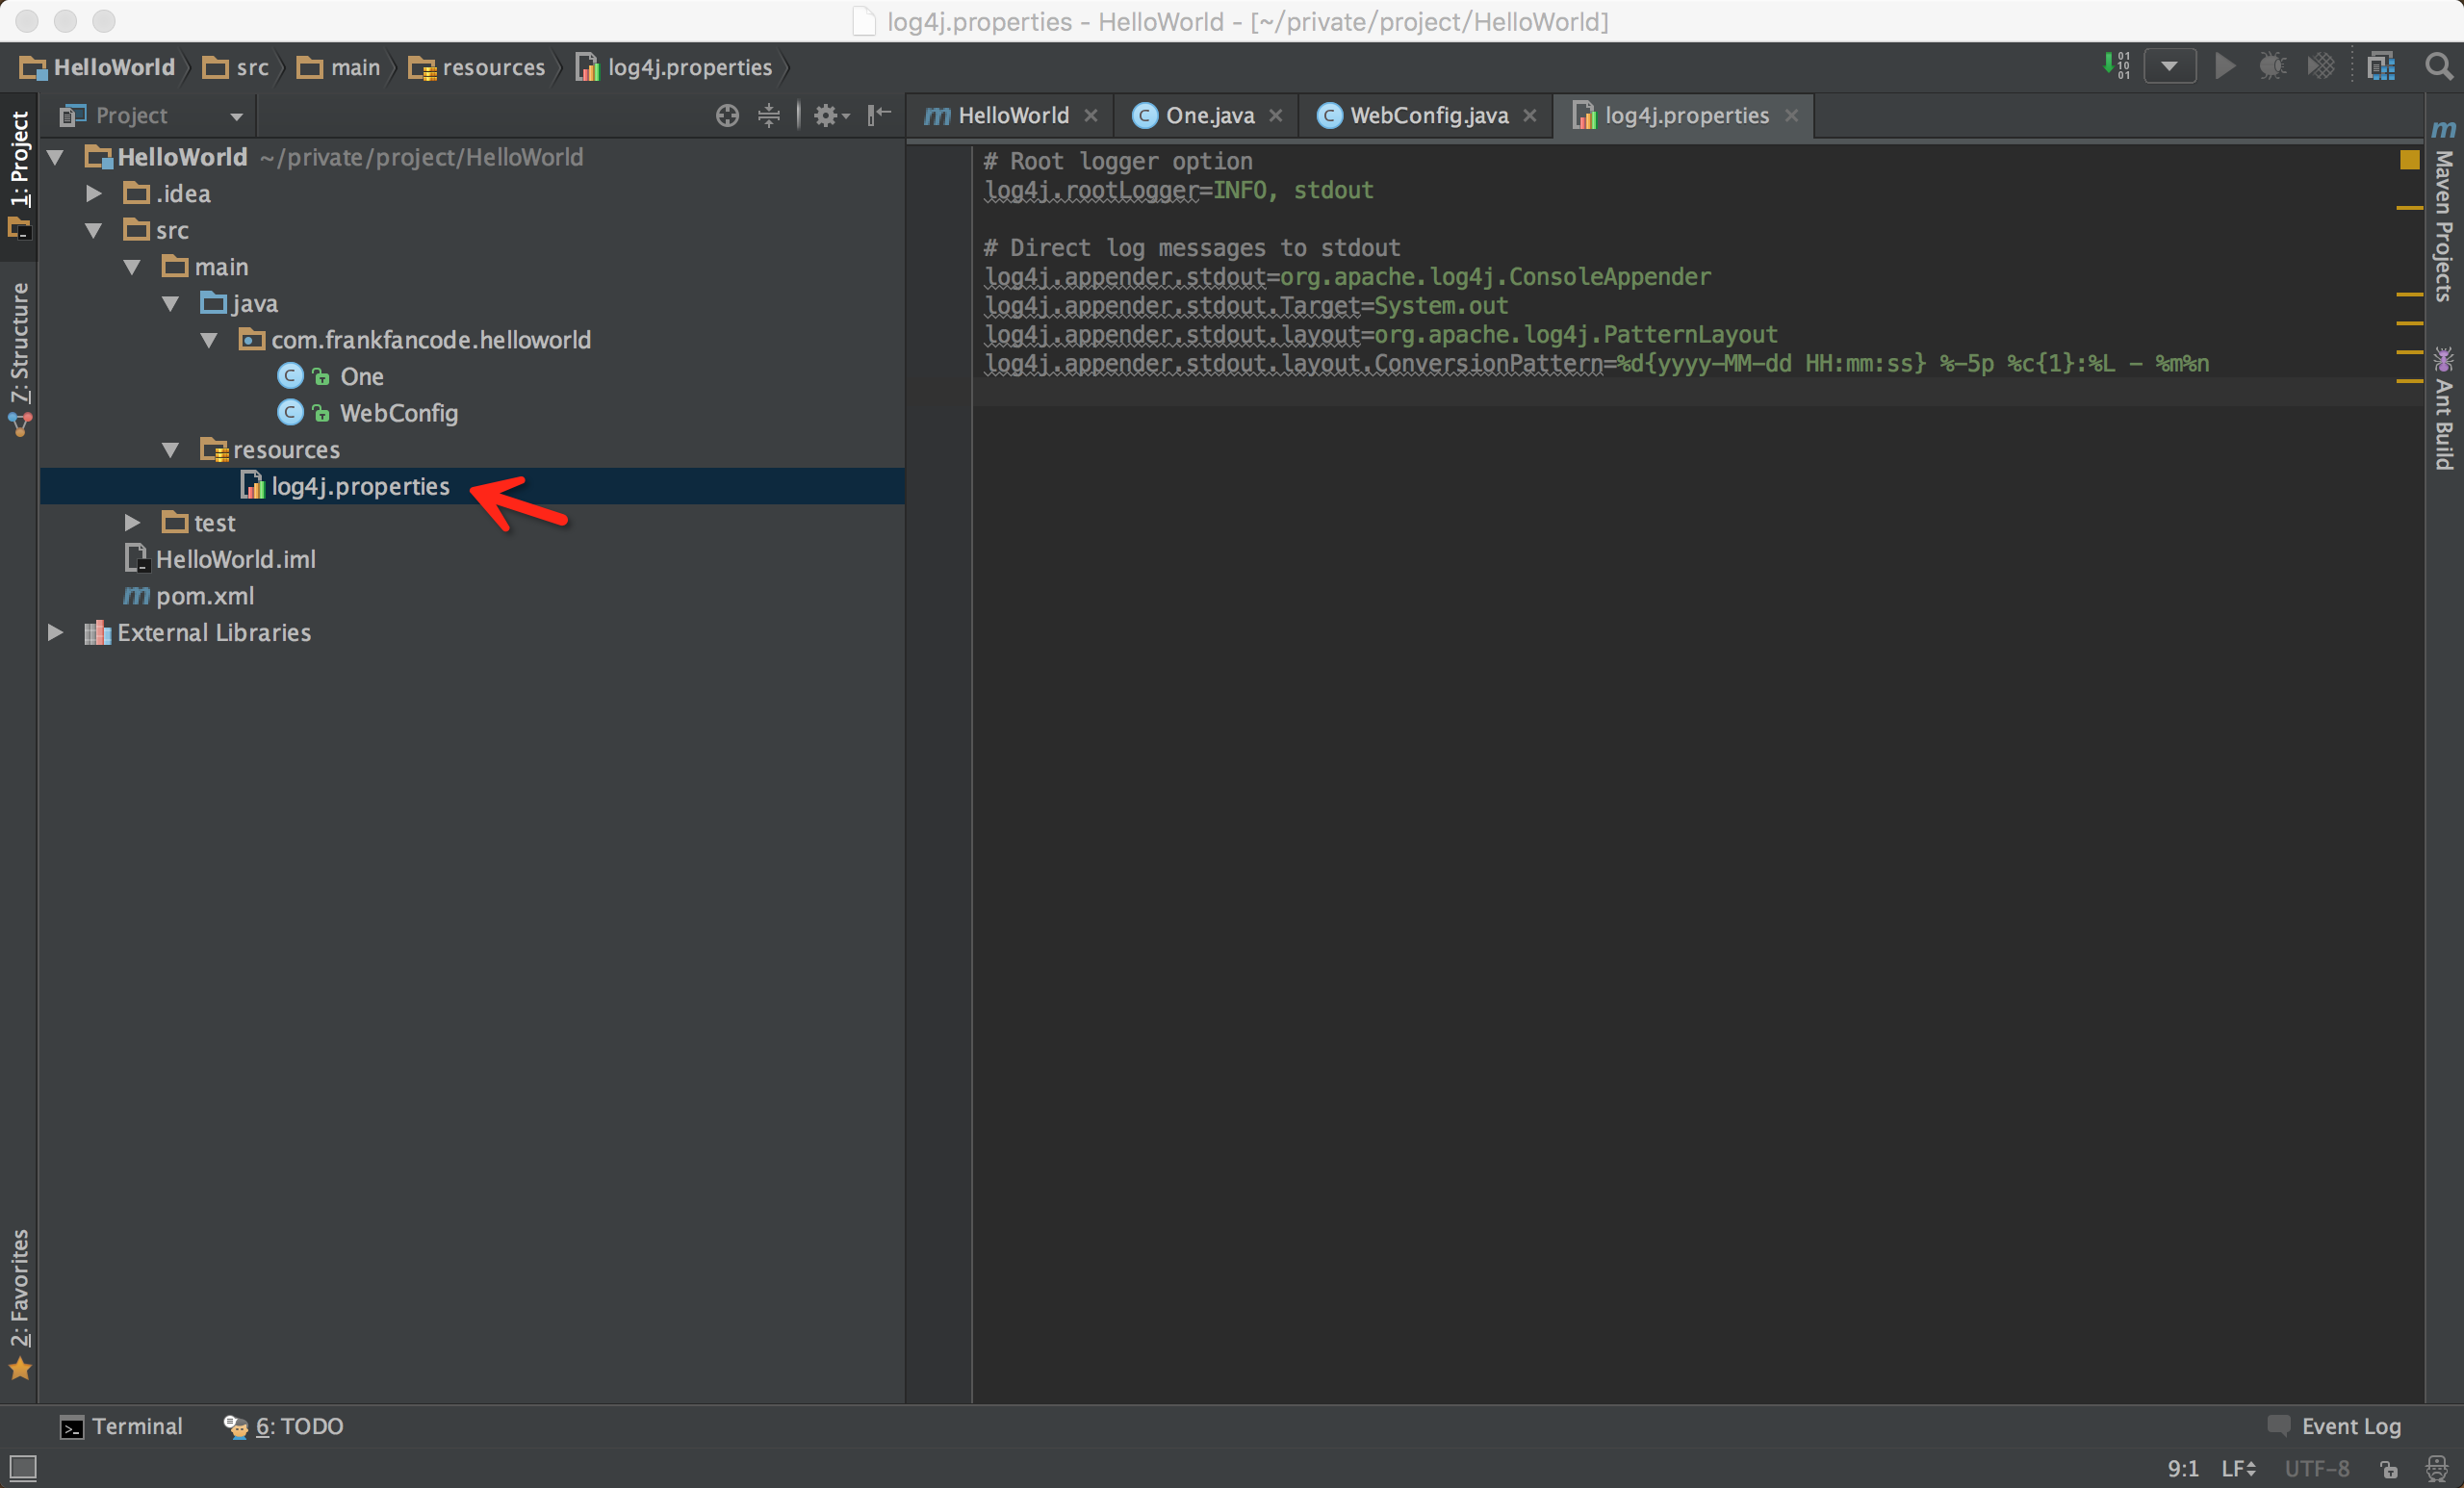 log4j.properties - HelloWorld - [~/private/project/HelloWorld]
HelloWorld src main resources log4j.properties
1: Project
7: Structure
2: Favorites
Project
HelloWorld ~/private/project/HelloWorld
.idea
src
main
java
com.frankfancode.helloworld
One
WebConfig
resources
log4j.properties
test
HelloWorld.iml
pom.xml
External Libraries
HelloWorld One.java WebConfig.java log4j.properties
# Root logger option
log4j.rootLogger=INFO, stdout
# Direct log messages to stdout
log4j.appender.stdout=org.apache.log4j.ConsoleAppender
log4j.appender.stdout.Target=System.out
log4j.appender.stdout.layout=org.apache.log4j.PatternLayout
log4j.appender.stdout.layout.ConversionPattern=%d{yyyy-MM-dd HH:mm:ss} %-5p %c{1}:%L - %m%n
Maven Projects
Ant Build
Terminal 6: TODO Event Log
9:1 LF UTF-8